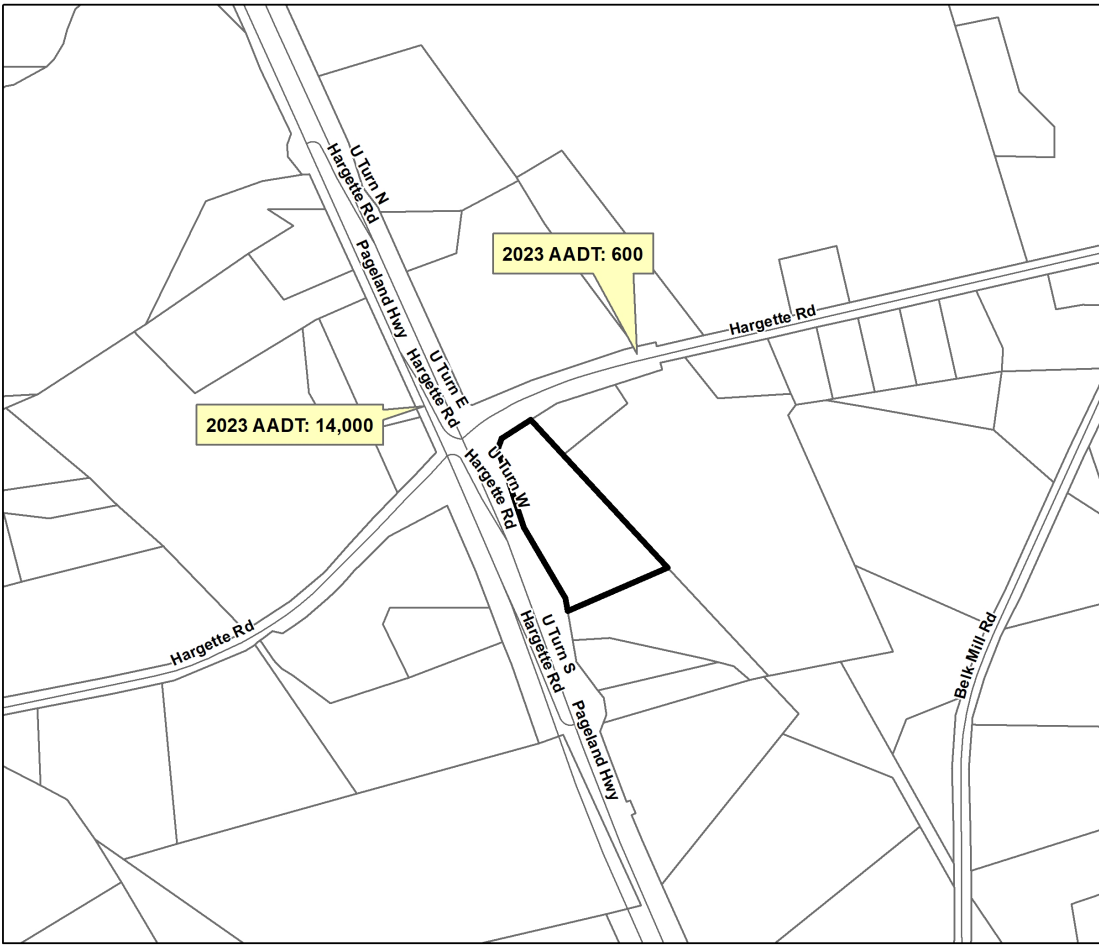 U Turn N
Hargette Rd
2023 AADT: 600
Pageland Hwy
Hargette Rd
U Turn E
Hargette Rd
2023 AADT: 14,000
U Turn W
Hargette Rd
Hargette Rd
U Turn S
Hargette Rd
Belk Mill Rd
Pageland Hwy